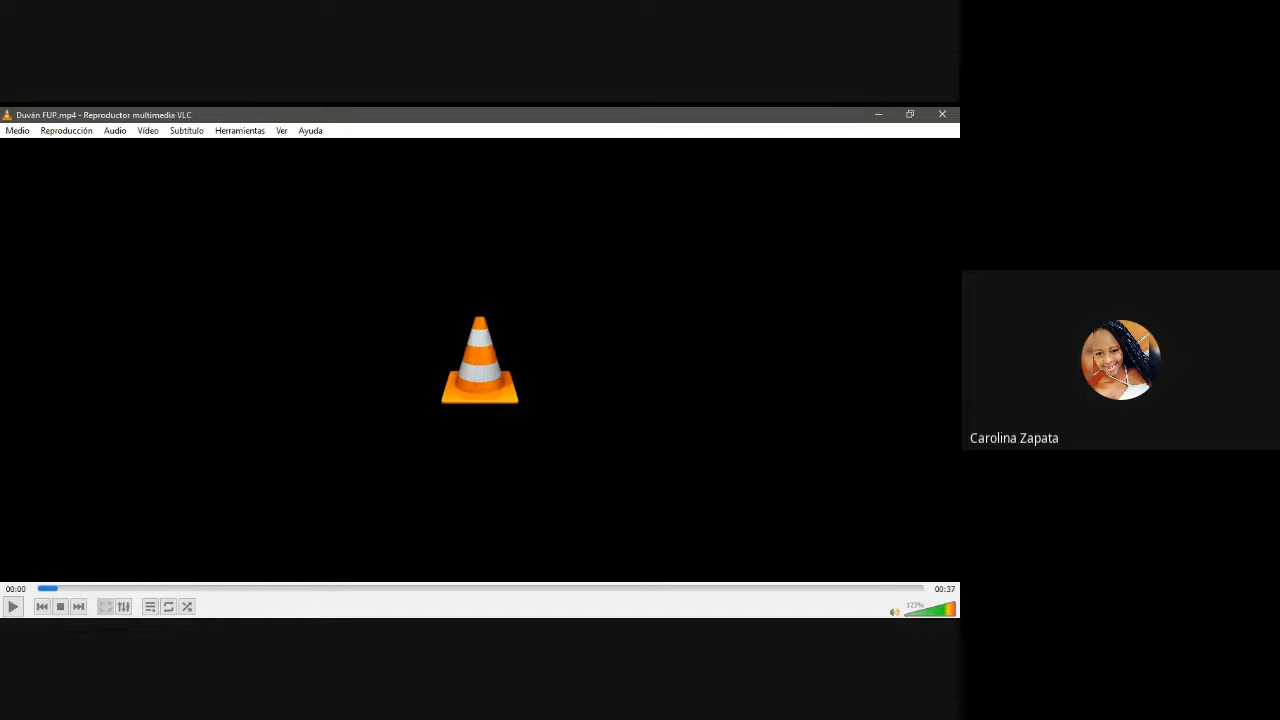 Duván FUP.mp4 - Reproductor multimedia VLC
Medio Reproducción Audio Vídeo Subtítulo Herramientas Ver Ayuda
Carolina Zapata
00:00 00:37
123%